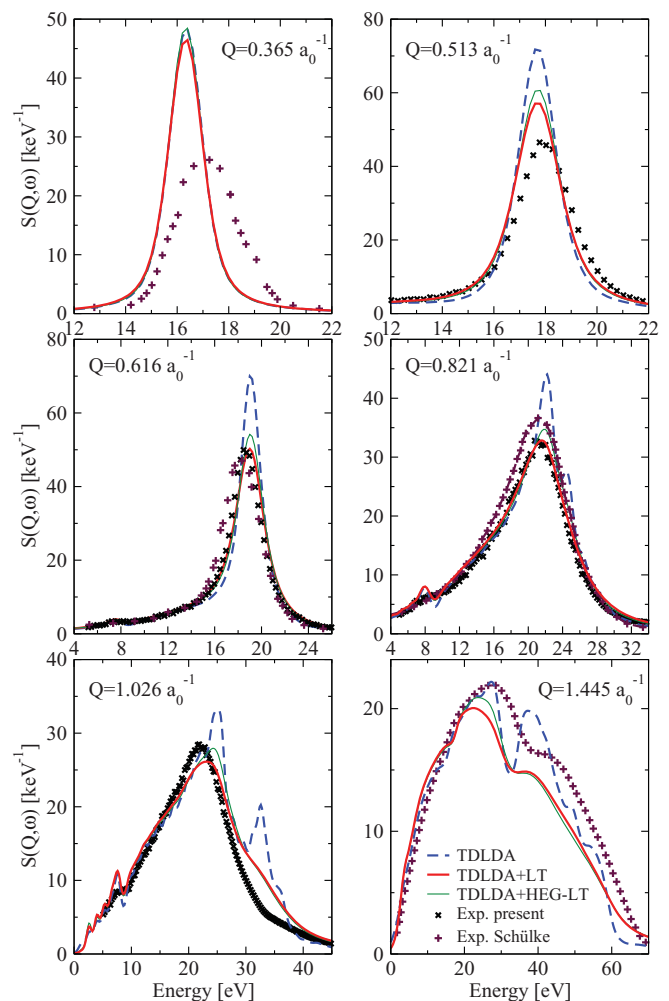 Q=0.365 a₀⁻¹
Q=0.513 a₀⁻¹
S(Q,ω) [keV⁻¹]
50
40
30
20
10
0
12 14 16 18 20 22
80
60
40
20
0
12 14 16 18 20 22
Q=0.616 a₀⁻¹
Q=0.821 a₀⁻¹
S(Q,ω) [keV⁻¹]
80
60
40
20
0
4 8 12 16 20 24
50
40
30
20
10
0
4 8 12 16 20 24 28 32
Q=1.026 a₀⁻¹
Q=1.445 a₀⁻¹
S(Q,ω) [keV⁻¹]
40
30
20
10
0
0 10 20 30 40
Energy [eV]
20
10
0
0 20 40 60
Energy [eV]
TDLDA
TDLDA+LT
TDLDA+HEG-LT
Exp. present
Exp. Schülke